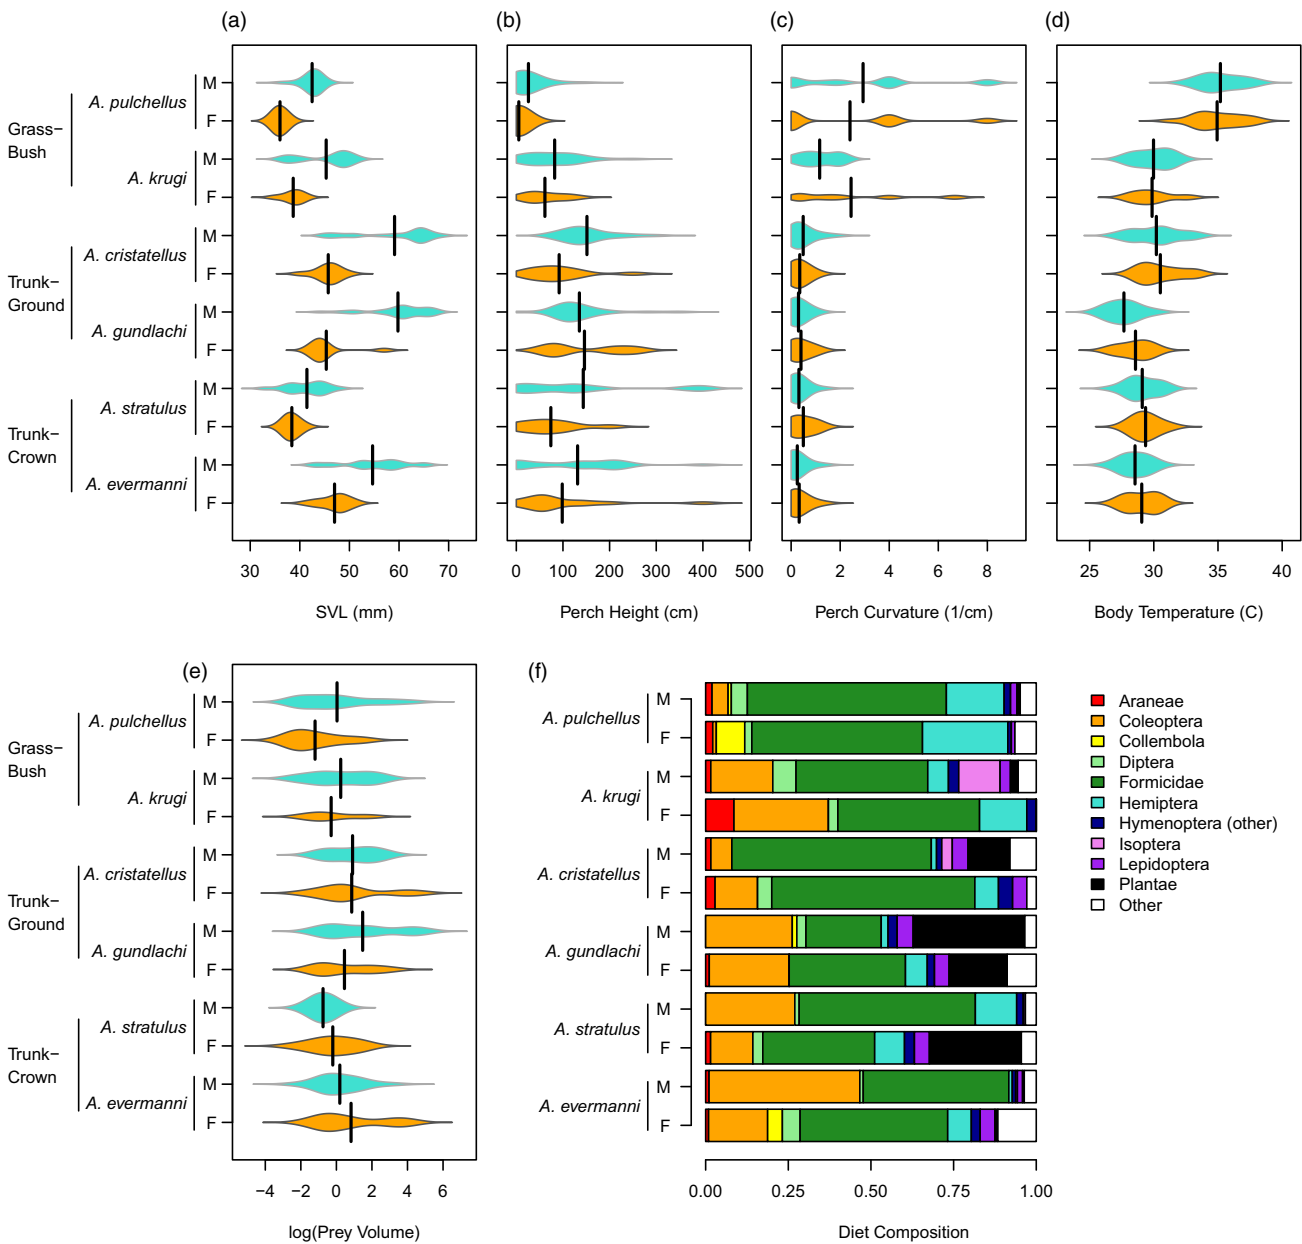 (a)
(b)
(c)
(d)
Grass−
Bush
Trunk−
Ground
Trunk−
Crown
A. pulchellus
A. krugi
A. cristatellus
A. gundlachi
A. stratulus
A. evermanni
M
F
M
F
M
F
M
F
M
F
M
F
30 40 50 60 70
SVL (mm)
0 100 200 300 400 500
Perch Height (cm)
0 2 4 6 8
Perch Curvature (1/cm)
25 30 35 40
Body Temperature (C)
(e)
Grass−
Bush
Trunk−
Ground
Trunk−
Crown
A. pulchellus
A. krugi
A. cristatellus
A. gundlachi
A. stratulus
A. evermanni
M
F
M
F
M
F
M
F
M
F
M
F
−4 −2 0 2 4 6
log(Prey Volume)
(f)
A. pulchellus
A. krugi
A. cristatellus
A. gundlachi
A. stratulus
A. evermanni
M
F
M
F
M
F
M
F
M
F
M
F
0.00 0.25 0.50 0.75 1.00
Diet Composition
Araneae
Coleoptera
Collembola
Diptera
Formicidae
Hemiptera
Hymenoptera (other)
Isoptera
Lepidoptera
Plantae
Other